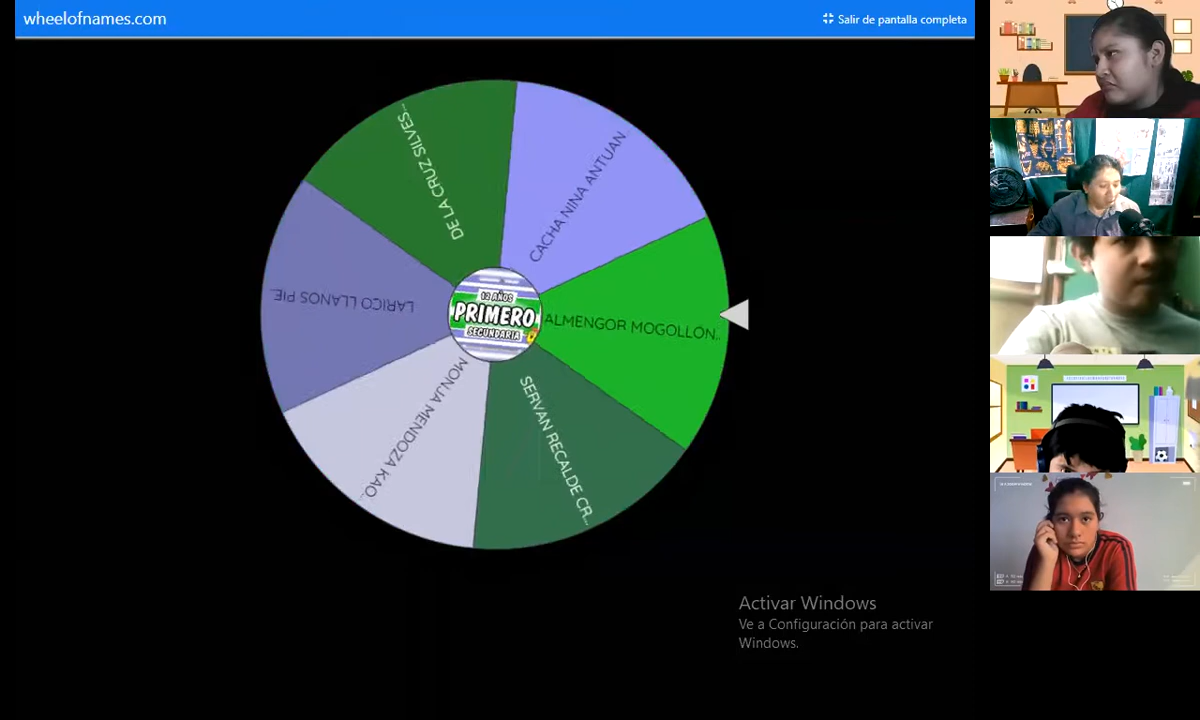 wheelofnames.com
Salir de pantalla completa
DE LA CRUZ SILVES...
CACHA NINA ANTUAN
LARICO LLANOS PIE...
ALMENGOR MOGOLLÓN...
MONJA MENDOZA KAO...
SERVAN RECALDE CR...
12 AÑOS
PRIMERO
SECUNDARIA
Activar Windows
Ve a Configuración para activar
Windows.